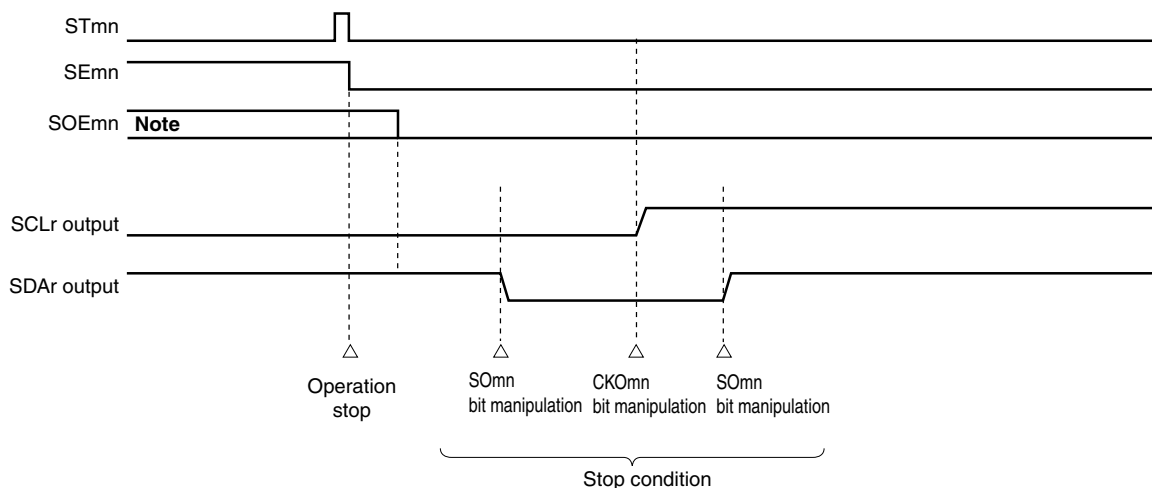 STmn
SEmn
SOEmn Note
SCLr output
SDAr output
Operation
stop
SOmn
bit manipulation
CKOmn
bit manipulation
SOmn
bit manipulation
Stop condition